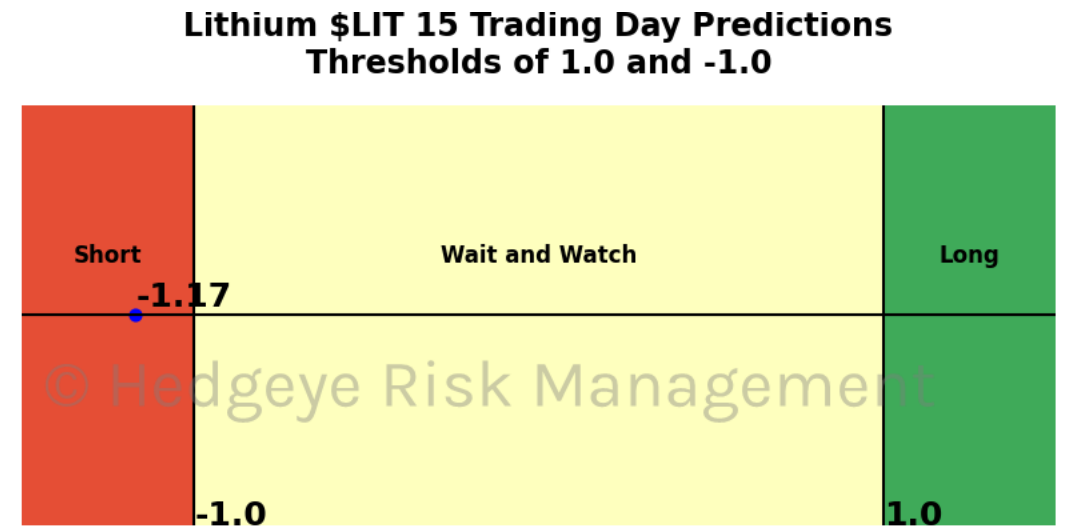 Lithium $LIT 15 Trading Day Predictions
Thresholds of 1.0 and -1.0
Short
Wait and Watch
Long
-1.17
© Hedgeye Risk Management
-1.0
1.0